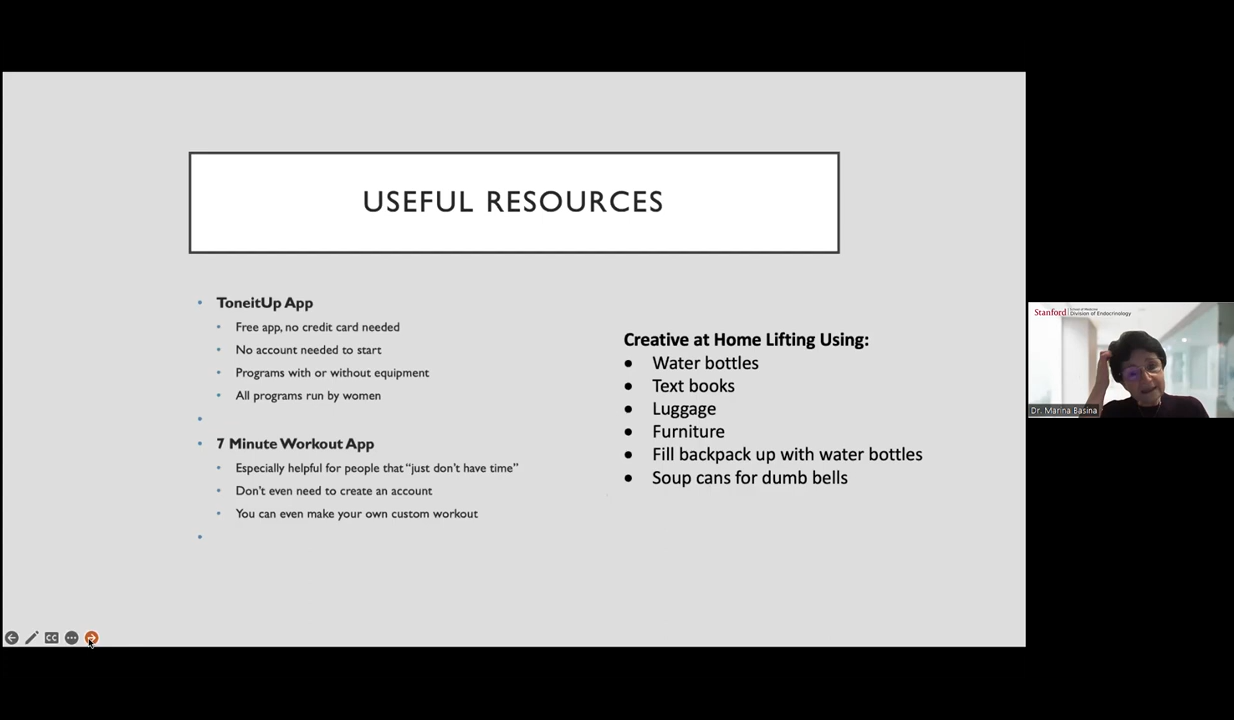 USEFUL RESOURCES
ToneitUp App
Free app, no credit card needed
No account needed to start
Programs with or without equipment
All programs run by women
7 Minute Workout App
Especially helpful for people that “just don’t have time”
Don’t even need to create an account
You can even make your own custom workout
Creative at Home Lifting Using:
Water bottles
Text books
Luggage
Furniture
Fill backpack up with water bottles
Soup cans for dumb bells
CC
Stanford
Division of Endocrinology
Dr. Marina Basina